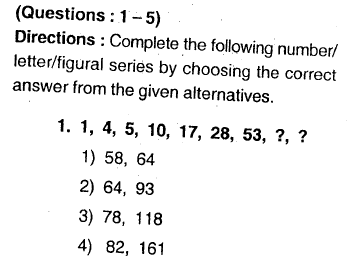 (Questions : 1 – 5)
Directions : Complete the following number/
letter/figural series by choosing the correct
answer from the given alternatives.
1. 1, 4, 5, 10, 17, 28, 53, ?, ?
1) 58, 64
2) 64, 93
3) 78, 118
4) 82, 161